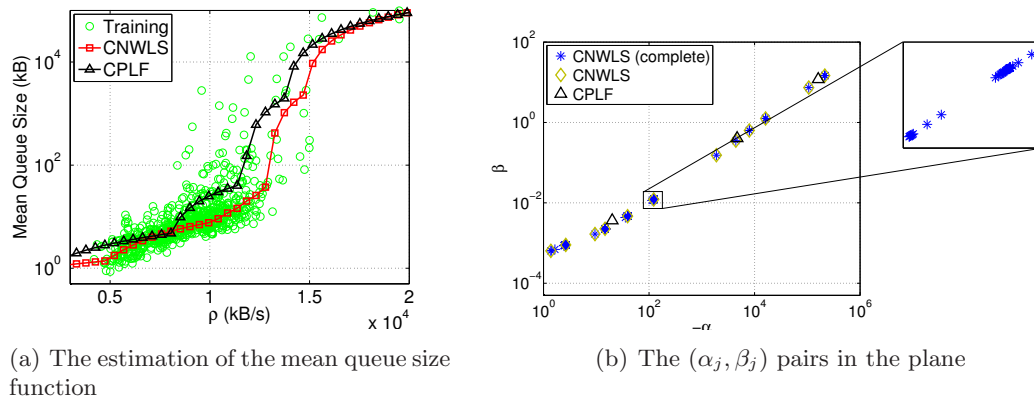 Mean Queue Size (kB)
10^4
10^2
10^0
Training
CNWLS
CPLF
0.5
1
1.5
2
ρ (kB/s)
x 10^4
(a) The estimation of the mean queue size
function
β
10^2
10^0
10^-2
10^-4
CNWLS (complete)
CNWLS
CPLF
10^0
10^2
10^4
10^6
-α
(b) The (α_j, β_j) pairs in the plane